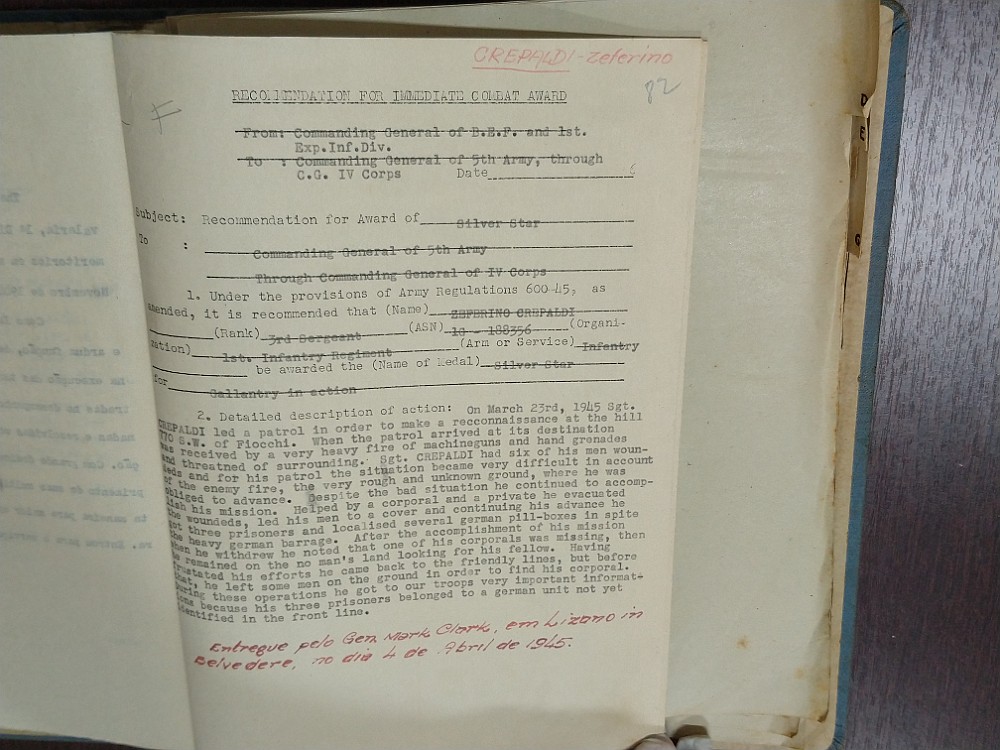 CREPALDI - Zeferino
82
F
RECOMMENDATION FOR IMMEDIATE COMBAT AWARD
From: Commanding General of B.E.F. and 1st.
Exp.Inf.Div.
To : Commanding General of 5th Army, through
C.G. IV Corps Date
Subject: Recommendation for Award of Silver Star
To : Commanding General of 5th Army
Through Commanding General of IV Corps
1. Under the provisions of Army Regulations 600-45, as
amended, it is recommended that (Name) ZEFERINO CREPALDI
(Rank) 3rd Sergeant (ASN) 1G - 188356 (Organi-
zation) 1st. Infantry Regiment (Arm or Service) Infantry
be awarded the (Name of Medal) Silver Star
for Gallantry in action
2. Detailed description of action: On March 23rd, 1945 Sgt.
CREPALDI led a patrol in order to make a recconnaissance at the hill
770 S.W. of Fiocchi. When the patrol arrived at its destination
was received by a very heavy fire of machineguns and hand grenades
and threatned of surrounding. Sgt. CREPALDI had six of his men woun-
deds and for his patrol the situation became very difficult in account
of the enemy fire, the very rough and unknown ground, where he was
obliged to advance. Despite the bad situation he continued to accomp-
lish his mission. Helped by a corporal and a private he evacuated
the woundeds, led his men to a cover and continuing his advance he
got three prisoners and localised several german pill-boxes in spite
the heavy german barrage. After the accomplishment of his mission
when he withdrew he noted that one of his corporals was missing, then
he remained on the no man's land looking for his fellow. Having
frustated his efforts he came back to the friendly lines, but before
that, he left some men on the ground in order to find his corporal.
During these operations he got to our troops very important informat-
ions because his three prisoners belonged to a german unit not yet
identified in the front line.
Entregue pelo Gen. Mark Clark, em Lizano in
Belvedere, no dia 4 de Abril de 1945.
D
E